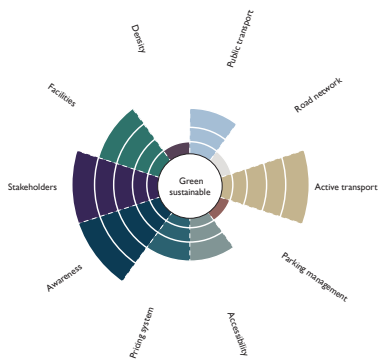 Density
Public transport
Facilities
Road network
Green
sustainable
Stakeholders
Active transport
Awareness
Parking management
Pricing system
Accessibility